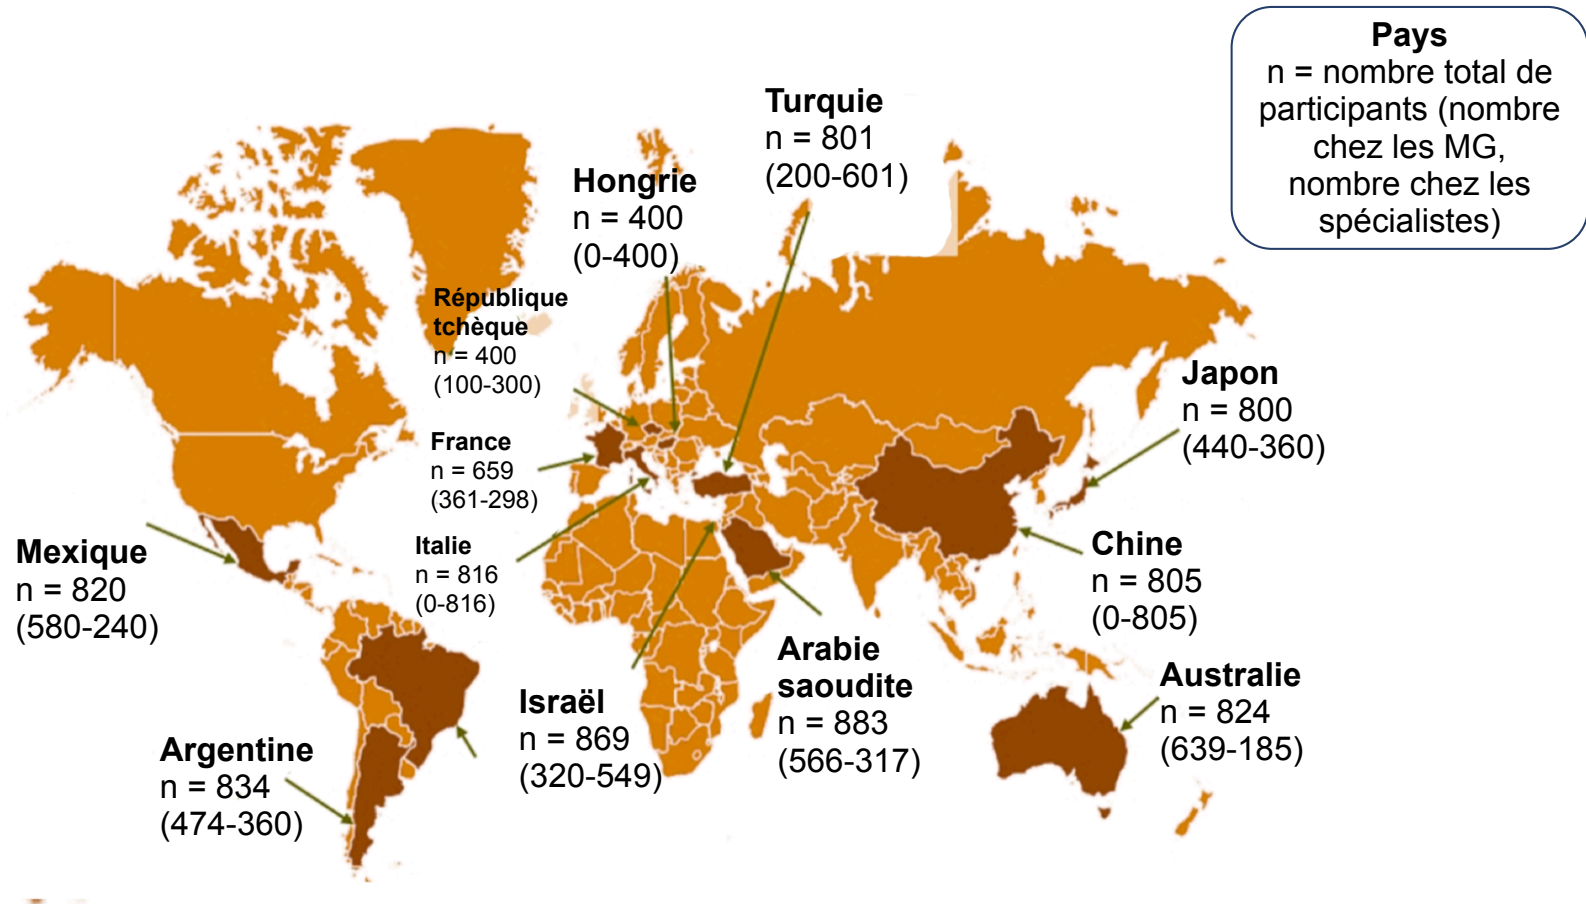 Pays
n = nombre total de
participants (nombre
chez les MG,
nombre chez les
spécialistes)
Turquie
n = 801
(200-601)
Hongrie
n = 400
(0-400)
République
tchèque
n = 400
(100-300)
Japon
n = 800
(440-360)
France
n = 659
(361-298)
Mexique
n = 820
(580-240)
Italie
n = 816
(0-816)
Chine
n = 805
(0-805)
Arabie
saoudite
n = 883
(566-317)
Australie
n = 824
(639-185)
Israël
n = 869
(320-549)
Argentine
n = 834
(474-360)